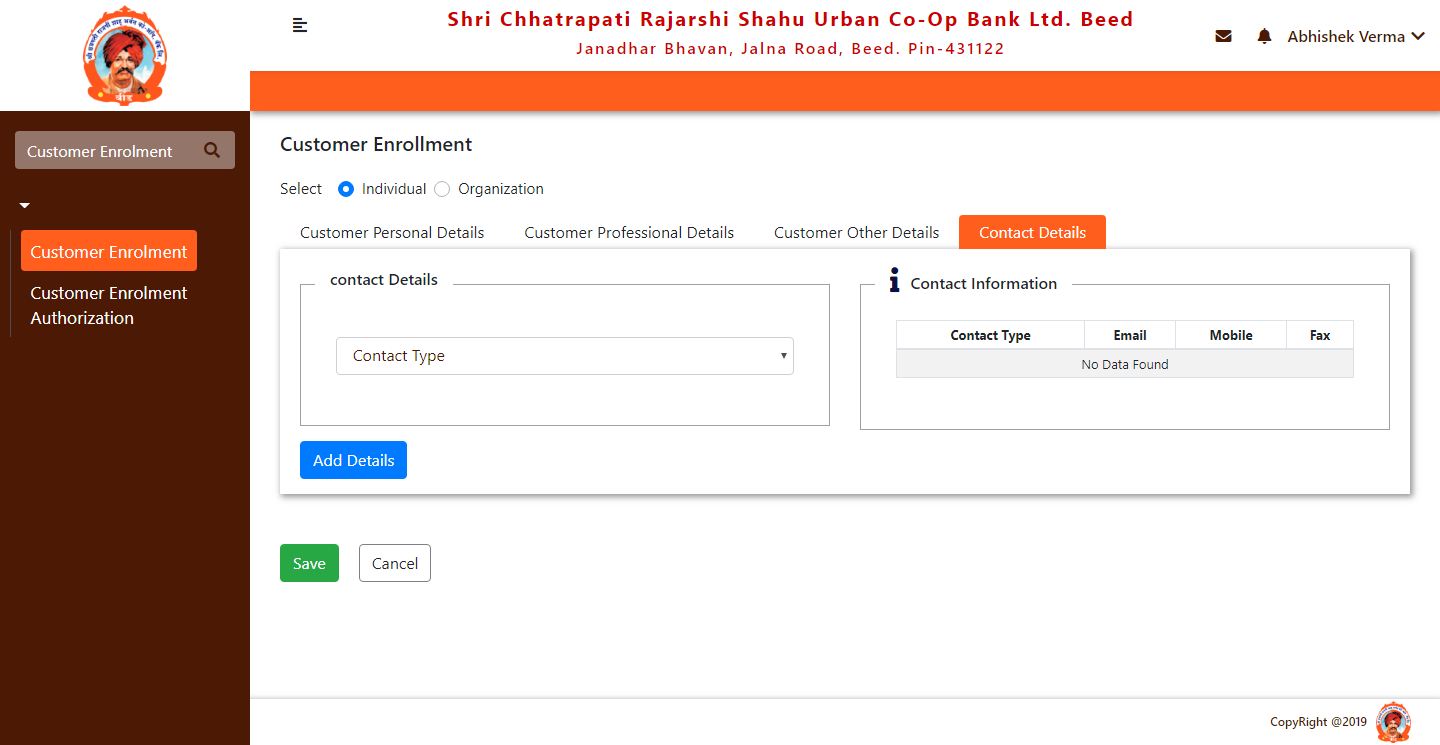 Shri Chhatrapati Rajarshi Shahu Urban Co-Op Bank Ltd. Beed
Janadhar Bhavan, Jalna Road, Beed. Pin-431122
Abhishek Verma
बीड
Customer Enrolment
Customer Enrolment
Customer Enrolment
Authorization
Customer Enrollment
Select Individual Organization
Customer Personal Details Customer Professional Details Customer Other Details Contact Details
contact Details
Contact Type
Add Details
Contact Information
Contact Type Email Mobile Fax
No Data Found
Save Cancel
CopyRight @2019